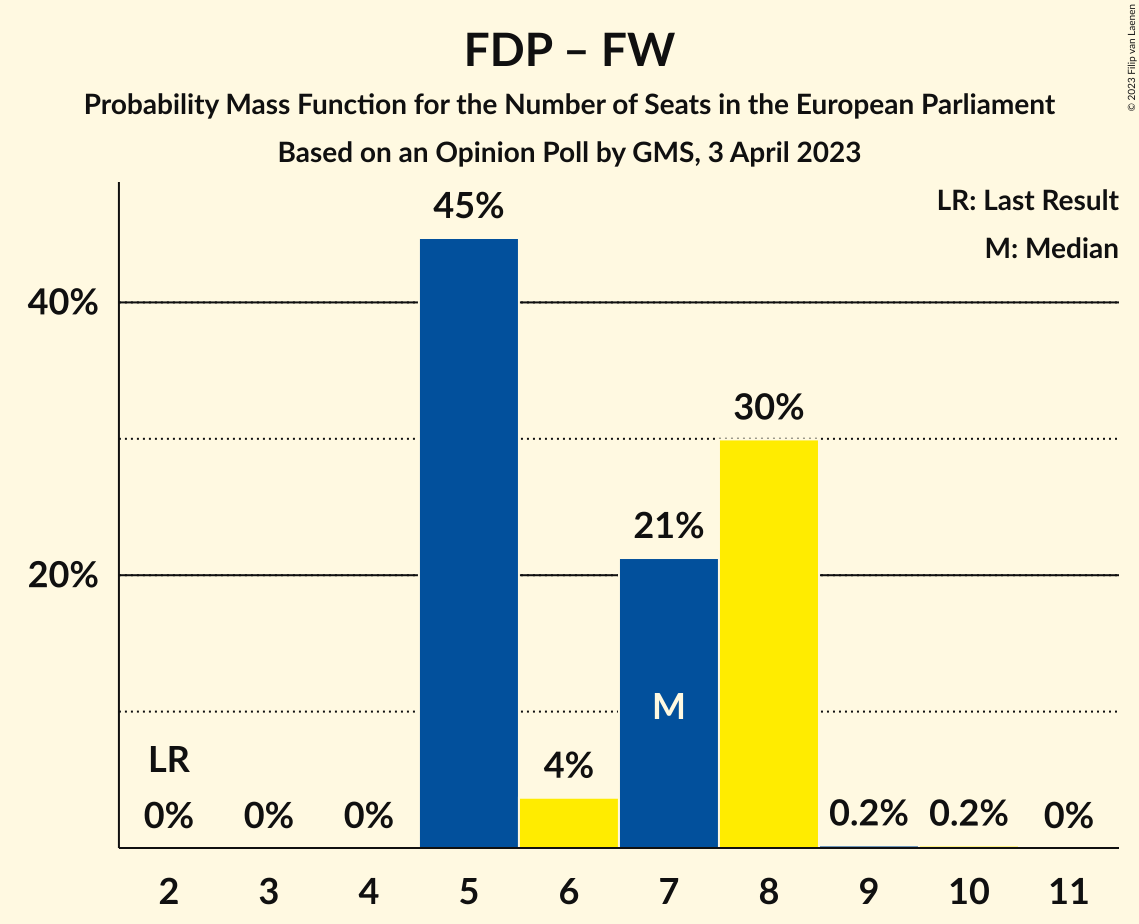 FDP – FW
Probability Mass Function for the Number of Seats in the European Parliament
Based on an Opinion Poll by GMS, 3 April 2023
© 2023 Filip van Laenen
LR: Last Result
M: Median
45%
40%
30%
21%
20%
M
LR
4%
0%
0%
0%
0.2%
0.2%
0%
2 3 4 5 6 7 8 9 10 11